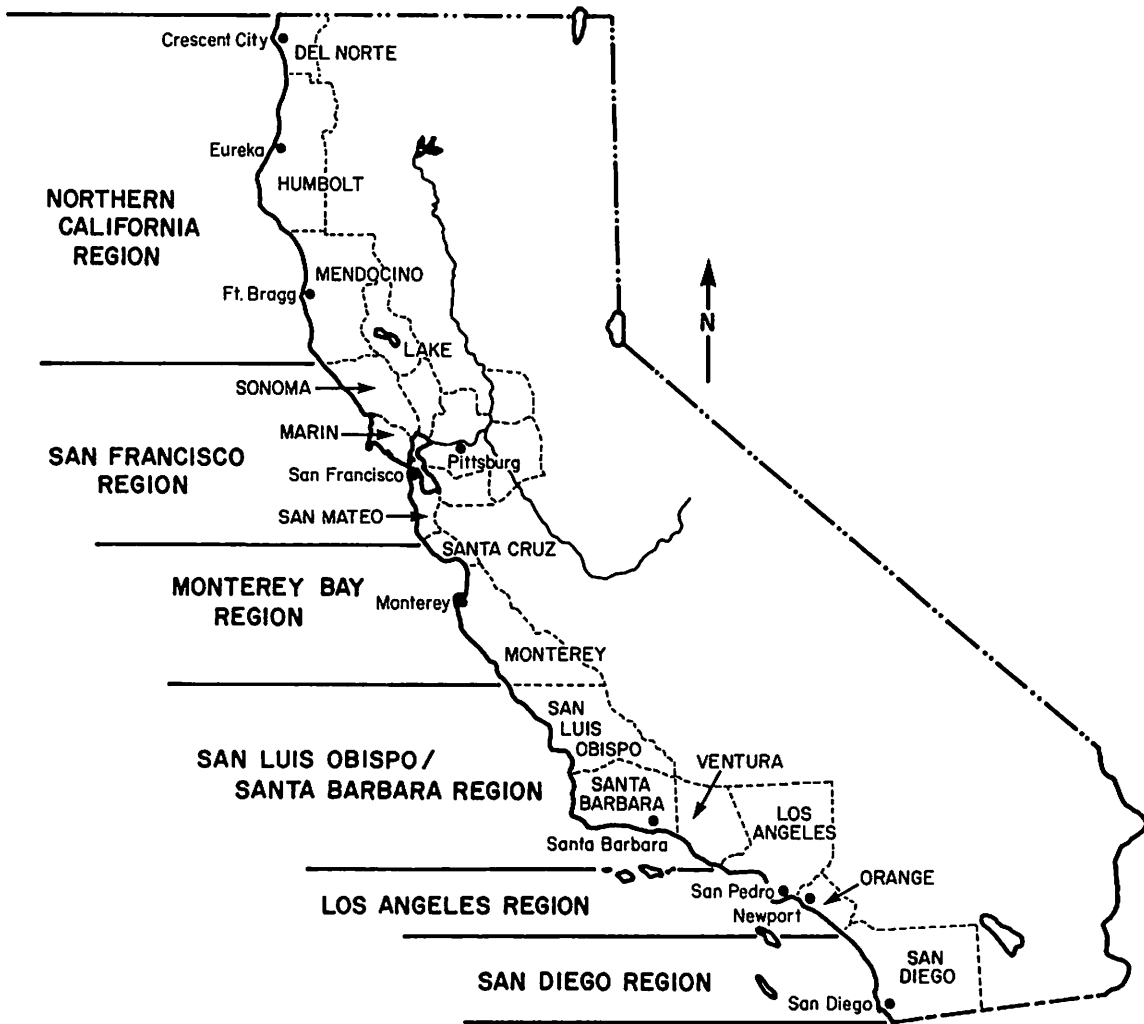 Crescent City
DEL NORTE
Eureka
HUMBOLT
NORTHERN
CALIFORNIA
REGION
MENDOCINO
Ft. Bragg
N
LAKE
SONOMA
MARIN
SAN FRANCISCO
REGION
Pittsburg
San Francisco
SAN MATEO
SANTA CRUZ
MONTEREY BAY
REGION
Monterey
MONTEREY
SAN
LUIS
OBISPO
SAN LUIS OBISPO/
SANTA BARBARA REGION
VENTURA
SANTA
BARBARA
LOS
ANGELES
Santa Barbara
ORANGE
San Pedro
Newport
LOS ANGELES REGION
SAN
DIEGO
SAN DIEGO REGION
San Diego